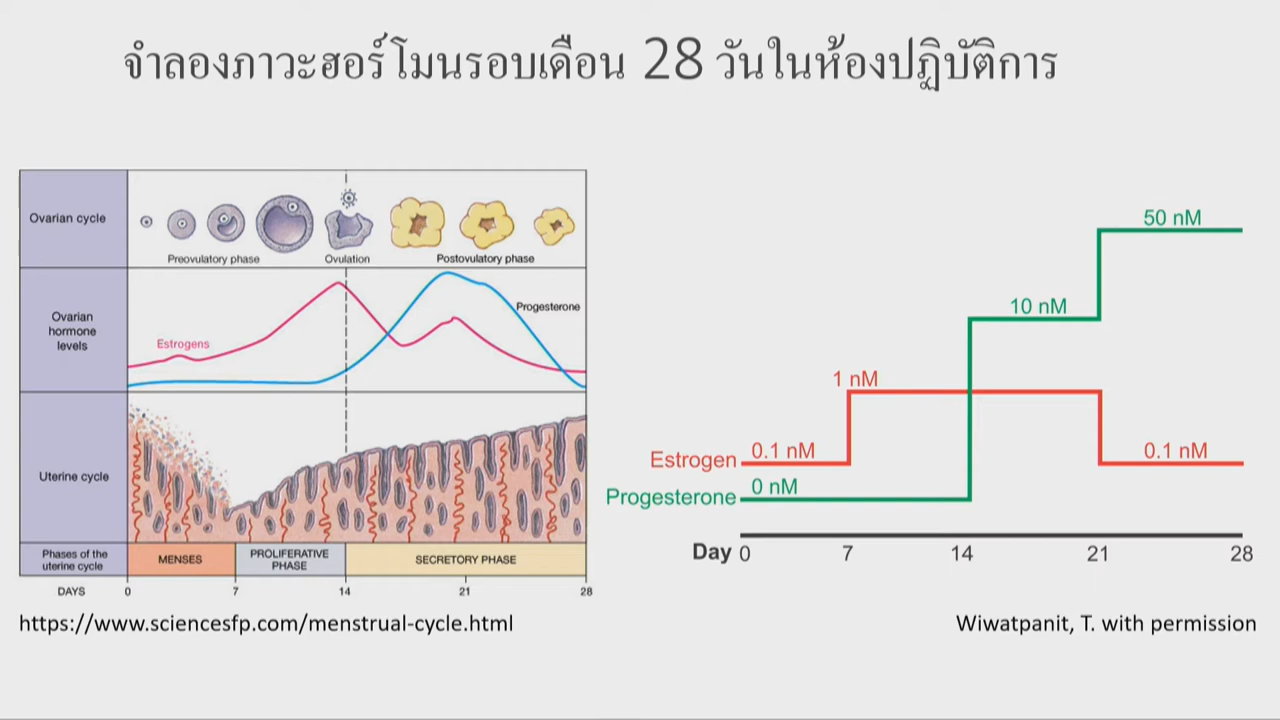 จำลองภาวะฮอร์โมนรอบเดือน 28 วันในห้องปฏิบัติการ
Ovarian cycle
Preovulatory phase
Ovulation
Postovulatory phase
Ovarian
hormone
levels
Estrogens
Progesterone
Uterine cycle
Phases of the
uterine cycle
MENSES
PROLIFERATIVE
PHASE
SECRETORY PHASE
DAYS 0 7 14 21 28
https://www.sciencesfp.com/menstrual-cycle.html
50 nM
10 nM
1 nM
Estrogen 0.1 nM 0.1 nM
Progesterone 0 nM
Day 0 7 14 21 28
Wiwatpanit, T. with permission